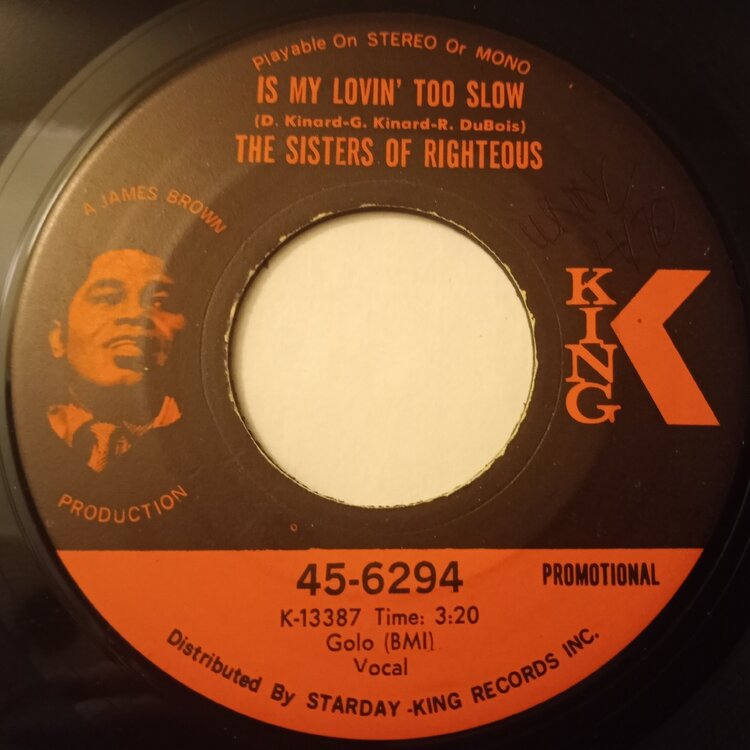 Playable On STEREO Or MONO
IS MY LOVIN' TOO SLOW
(D. Kinard-G. Kinard-R. DuBois)
THE SISTERS OF RIGHTEOUS
A JAMES BROWN
PRODUCTION
KING
45-6294
PROMOTIONAL
K-13387 Time: 3:20
Golo (BMI)
Vocal
Distributed By STARDAY-KING RECORDS INC.